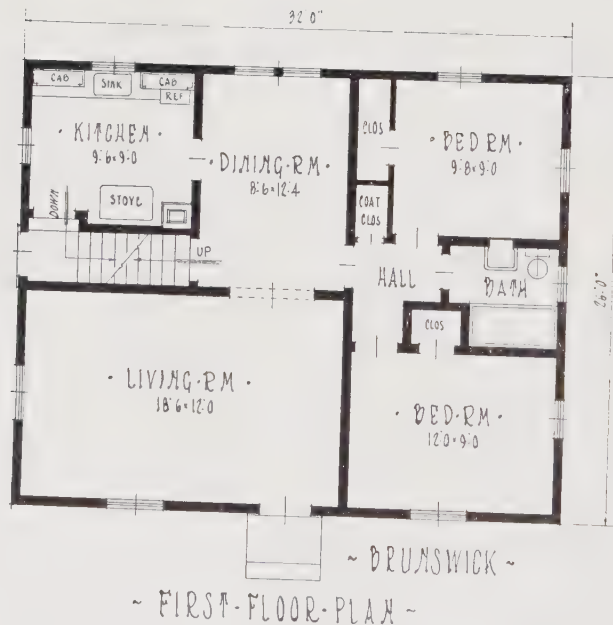 32'0"
CAB
SINK
CAB
REF
· KITCHEN ·
9'6×9'0
STOVE
DOWN
UP
· DINING·RM ·
8'6×12'4
CLOS
· BED RM ·
9'8×9'0
COAT
CLOS
HALL
BATH
CLOS
26'0"
· LIVING·RM ·
18'6×12'0
· BED·RM ·
12'0×9'0
~ BRUNSWICK ~
~ FIRST·FLOOR·PLAN ~